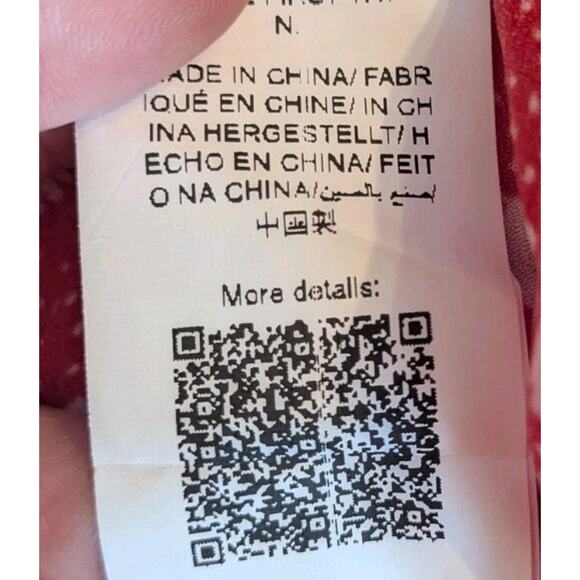 N.
MADE IN CHINA/ FABR
IQUÉ EN CHINE/ IN CH
INA HERGESTELLT/ H
ECHO EN CHINA/ FEIT
O NA CHINA/صنع بالصين/
中国製
More details: